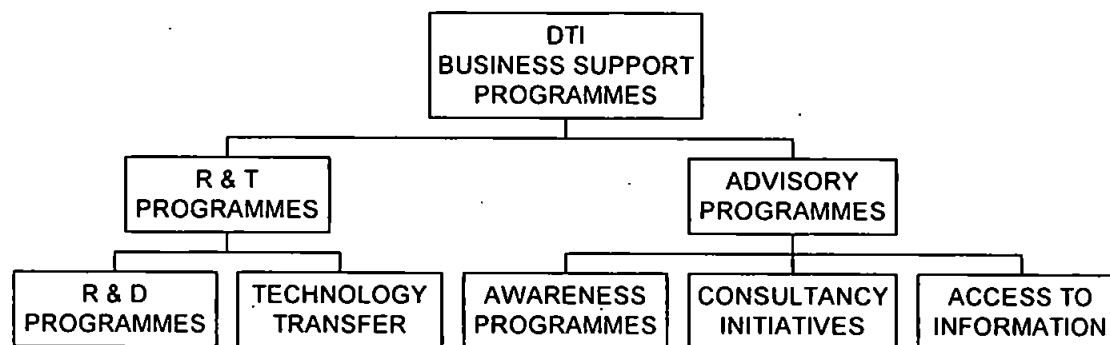 DTI
BUSINESS SUPPORT
PROGRAMMES
R & T
PROGRAMMES
ADVISORY
PROGRAMMES
R & D
PROGRAMMES
TECHNOLOGY
TRANSFER
AWARENESS
PROGRAMMES
CONSULTANCY
INITIATIVES
ACCESS TO
INFORMATION